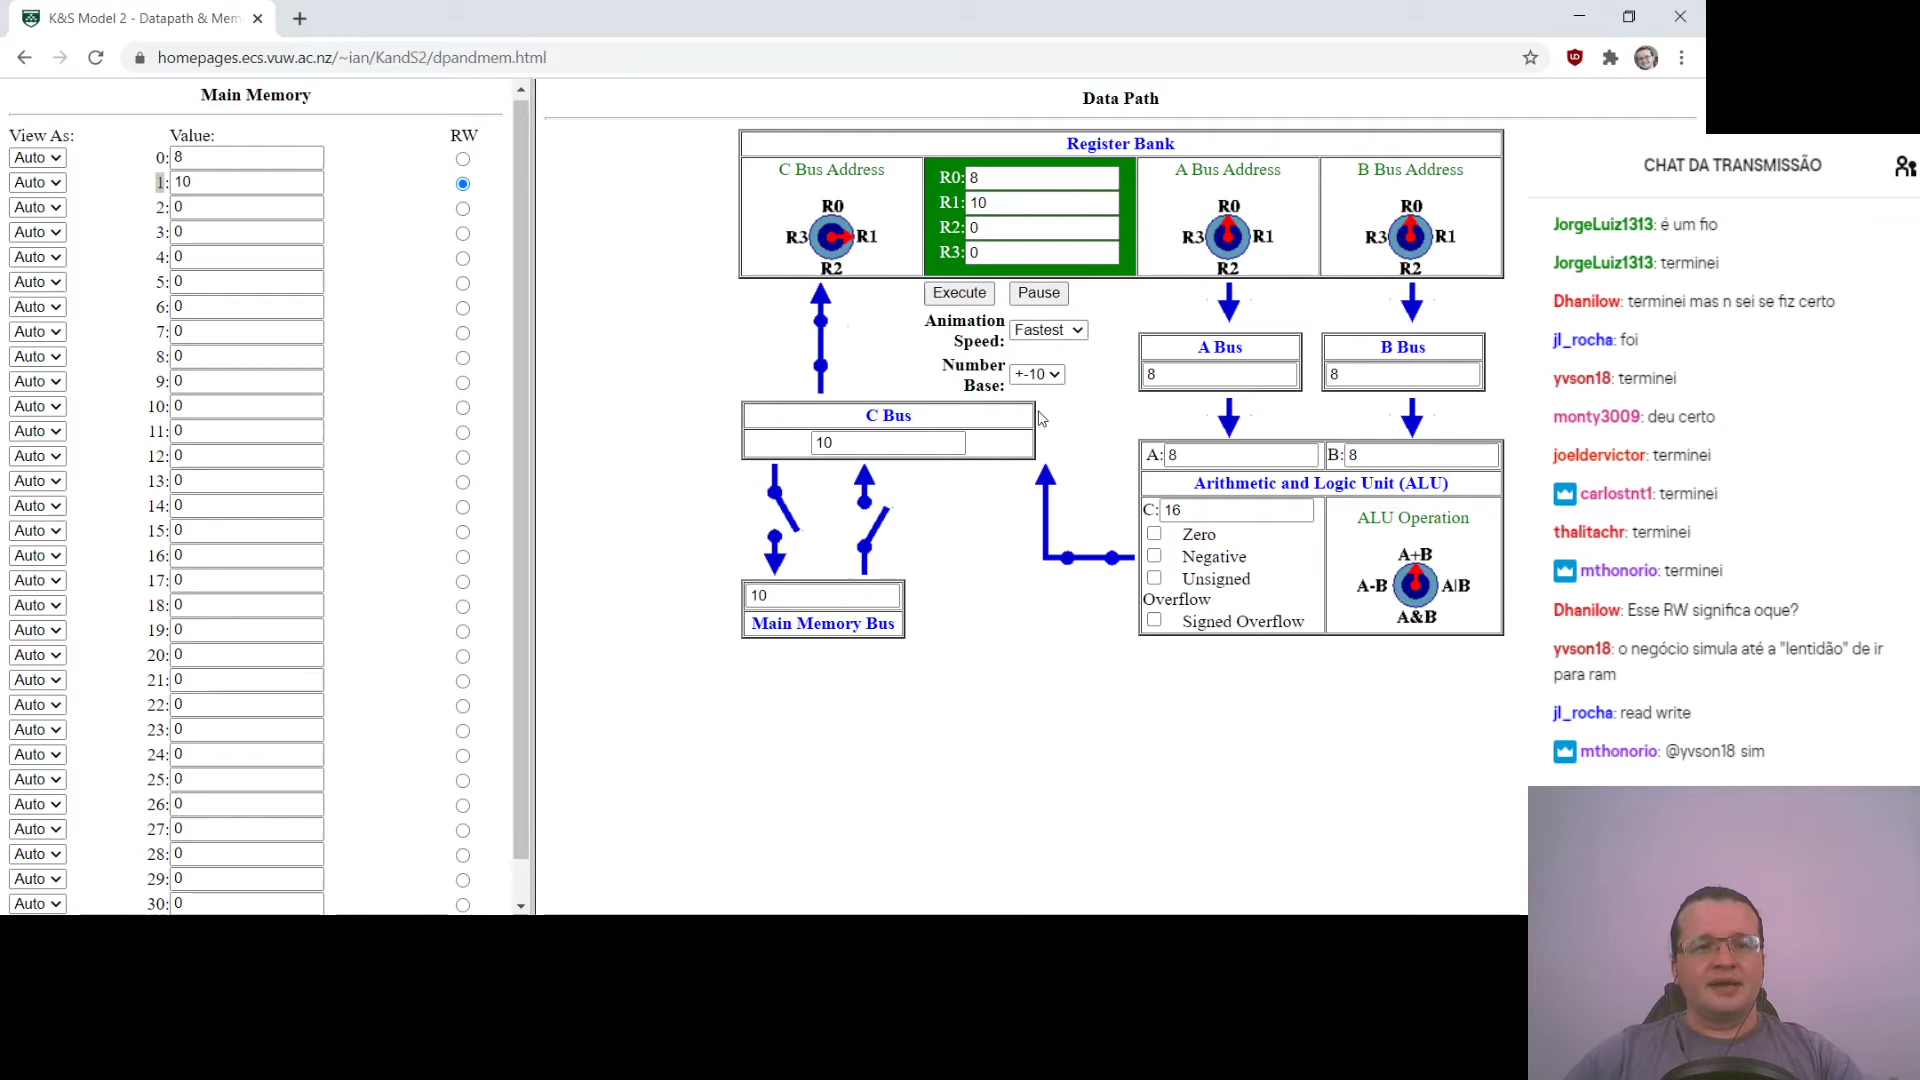 K&S Model 2 - Datapath & Mem
homepages.ecs.vuw.ac.nz/~ian/KandS2/dpandmem.html
Main Memory
View As: Value: RW
Auto 0: 8
Auto 1: 10
Auto 2: 0
Auto 3: 0
Auto 4: 0
Auto 5: 0
Auto 6: 0
Auto 7: 0
Auto 8: 0
Auto 9: 0
Auto 10: 0
Auto 11: 0
Auto 12: 0
Auto 13: 0
Auto 14: 0
Auto 15: 0
Auto 16: 0
Auto 17: 0
Auto 18: 0
Auto 19: 0
Auto 20: 0
Auto 21: 0
Auto 22: 0
Auto 23: 0
Auto 24: 0
Auto 25: 0
Auto 26: 0
Auto 27: 0
Auto 28: 0
Auto 29: 0
Auto 30: 0
Data Path
Register Bank
C Bus Address
R0
R3 R1
R2
R0: 8
R1: 10
R2: 0
R3: 0
A Bus Address
R0
R3 R1
R2
B Bus Address
R0
R3 R1
R2
Execute Pause
Animation
Speed: Fastest
Number
Base: +-10
A Bus
8
B Bus
8
C Bus
10
10
Main Memory Bus
A: 8 B: 8
Arithmetic and Logic Unit (ALU)
C: 16
Zero
Negative
Unsigned
Overflow
Signed Overflow
ALU Operation
A+B
A-B A|B
A&B
CHAT DA TRANSMISSÃO
JorgeLuiz1313: é um fio
JorgeLuiz1313: terminei
Dhanilow: terminei mas n sei se fiz certo
jl_rocha: foi
yvson18: terminei
monty3009: deu certo
joeldervictor: terminei
carlostnt1: terminei
thalitachr: terminei
mthonorio: terminei
Dhanilow: Esse RW significa oque?
yvson18: o negócio simula até a "lentidão" de ir
para ram
jl_rocha: read write
mthonorio: @yvson18 sim